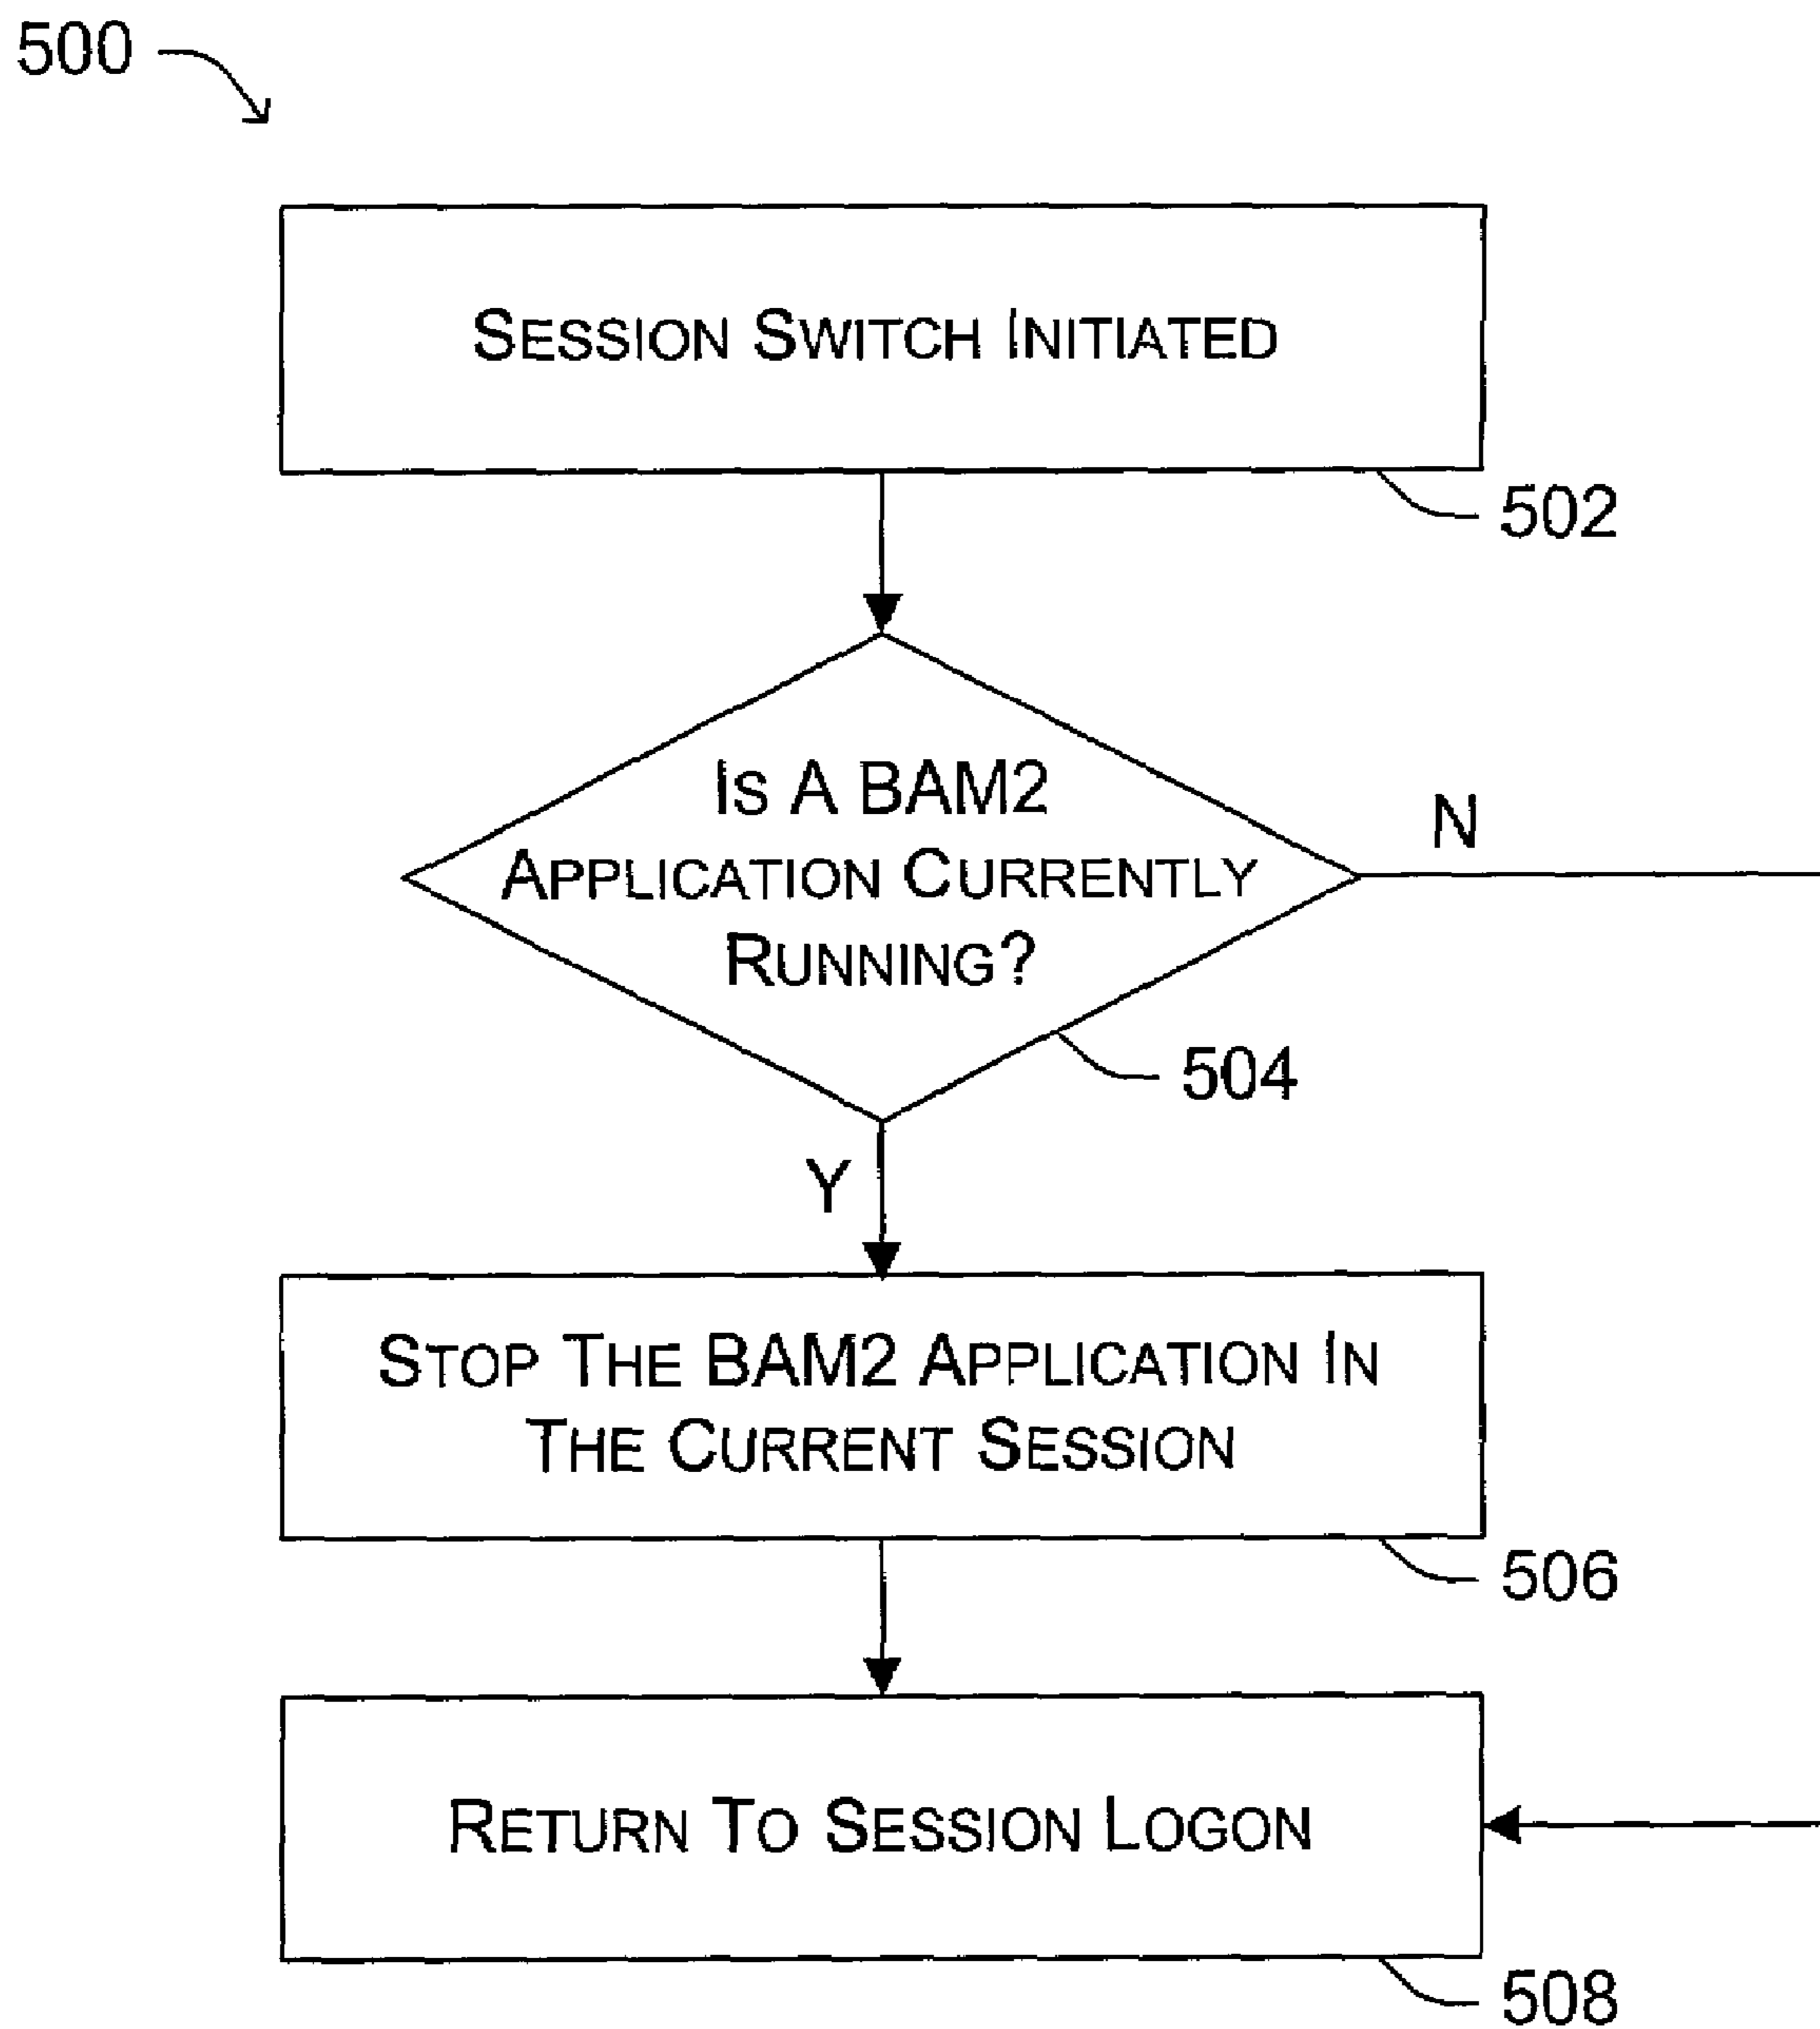 500
SESSION SWITCH INITIATED
502
IS A BAM2
APPLICATION CURRENTLY
RUNNING?
N
504
Y
STOP THE BAM2 APPLICATION IN
THE CURRENT SESSION
506
RETURN TO SESSION LOGON
508